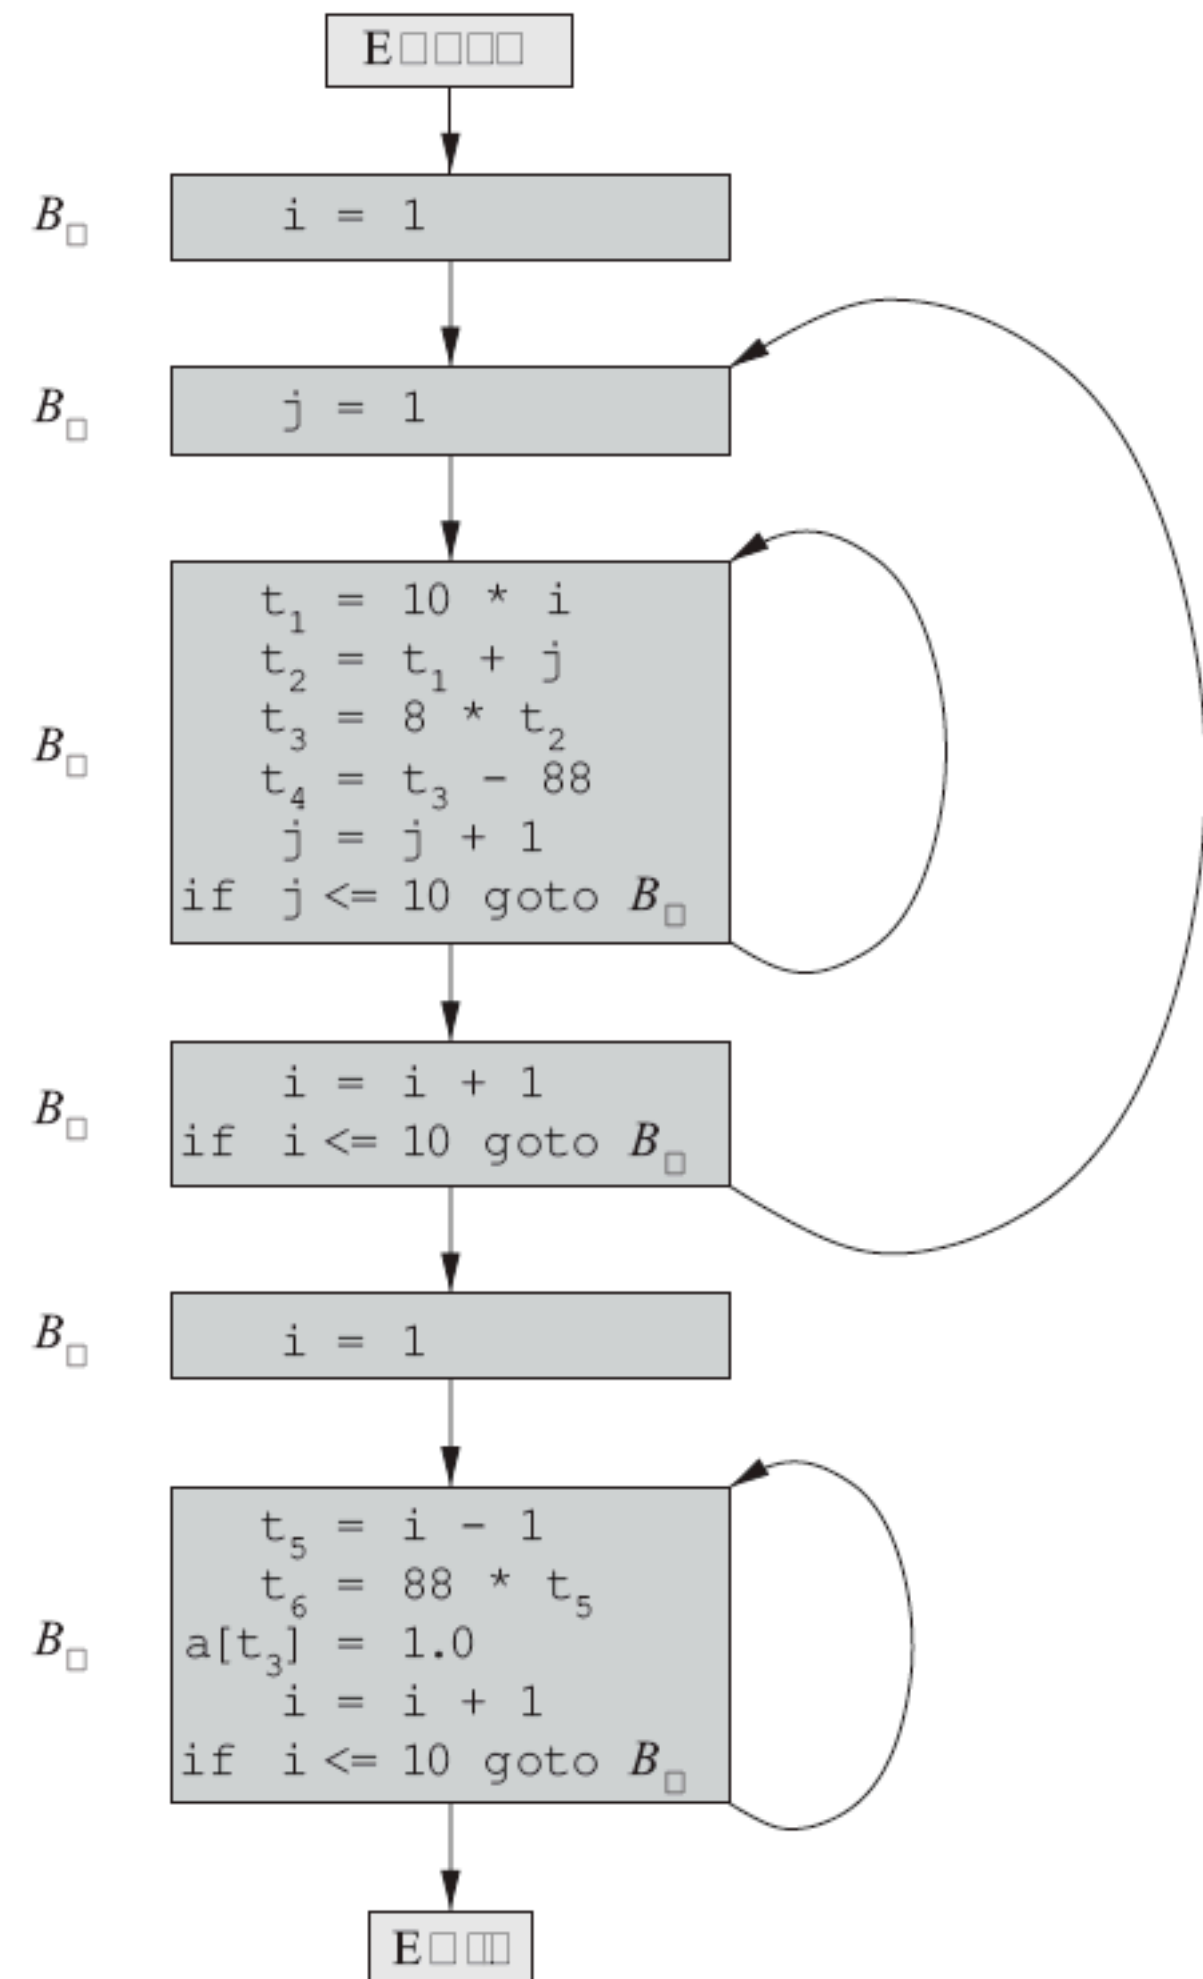 E□□□□
B□
i = 1
B□
j = 1
B□
t1 = 10 * i
t2 = t1 + j
t3 = 8 * t2
t4 = t3 - 88
j = j + 1
if j <= 10 goto B□
B□
i = i + 1
if i <= 10 goto B□
B□
i = 1
B□
t5 = i - 1
t6 = 88 * t5
a[t3] = 1.0
i = i + 1
if i <= 10 goto B□
E□□□